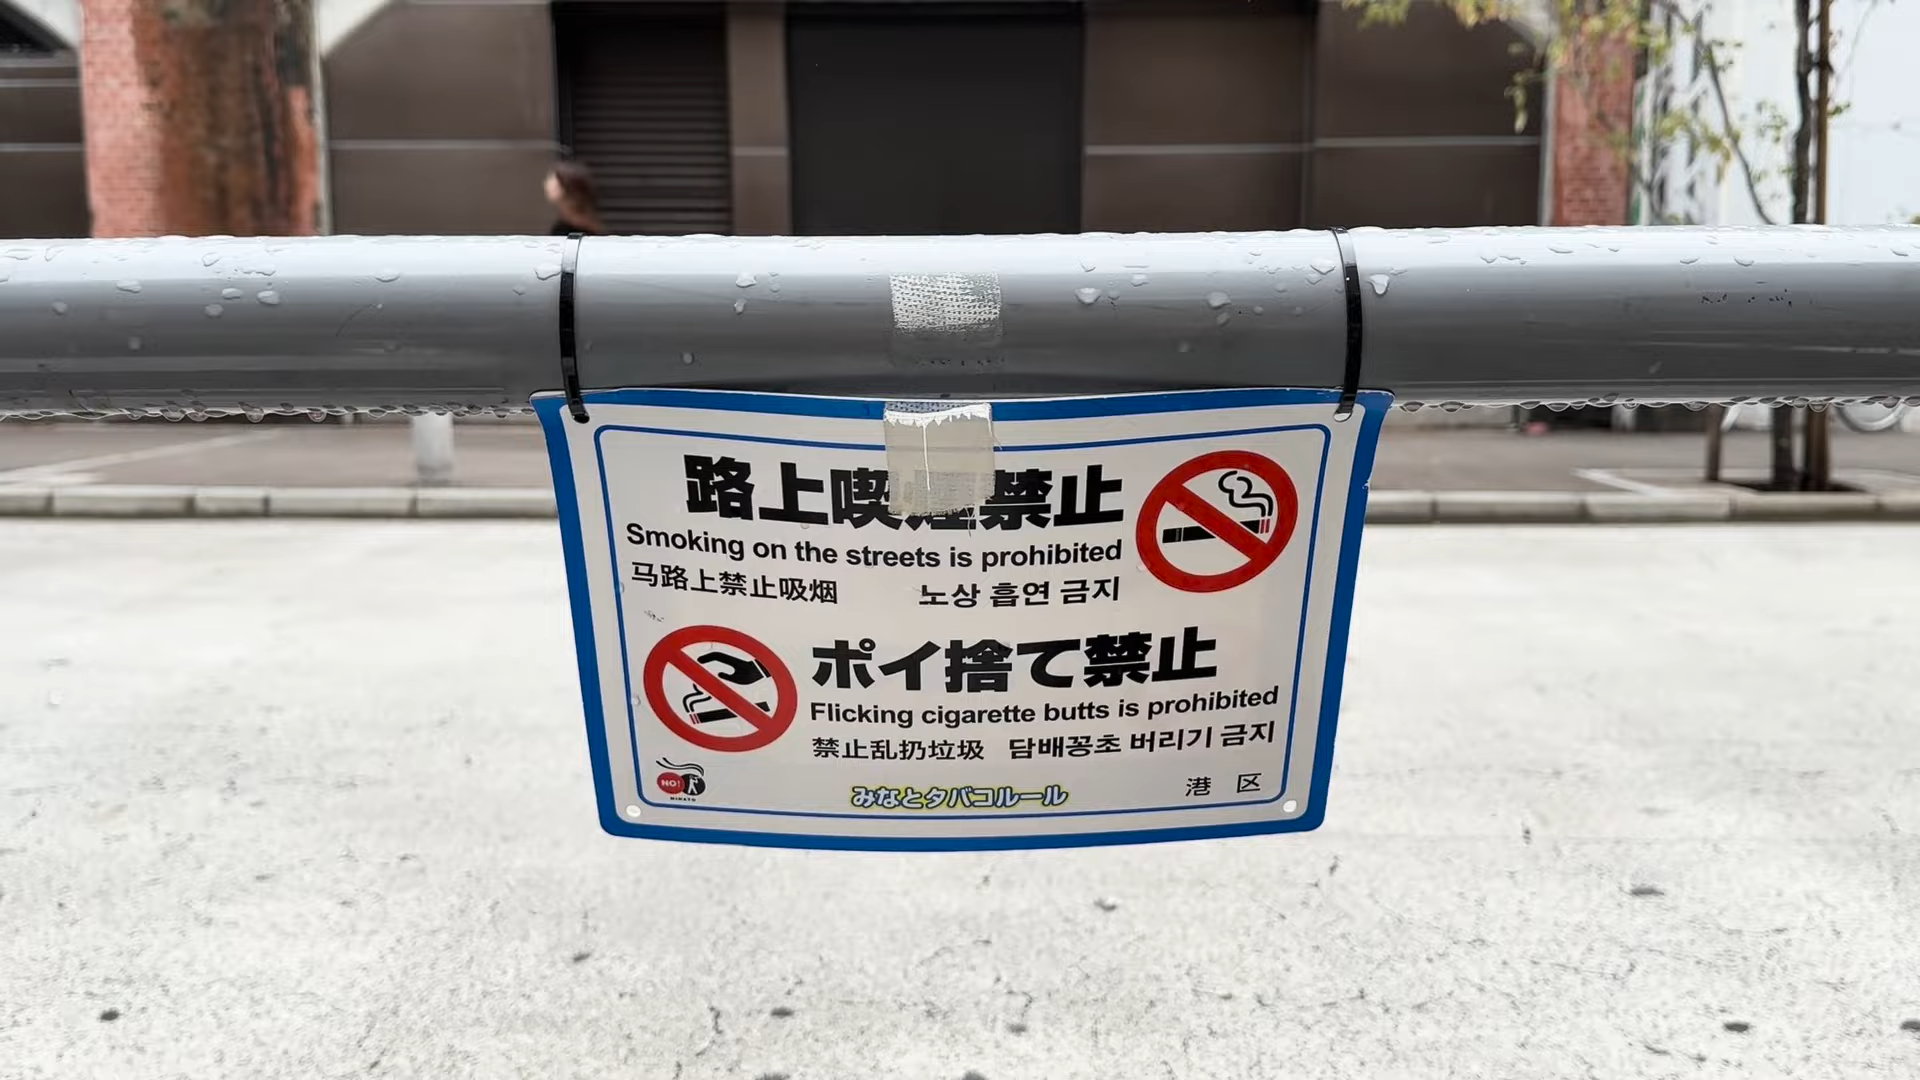 路上喫煙禁止
Smoking on the streets is prohibited
马路上禁止吸烟 노상 흡연 금지
ポイ捨て禁止
Flicking cigarette butts is prohibited
禁止乱扔垃圾 담배꽁초 버리기 금지
NO!
MINATO
みなとタバコルール
港 区